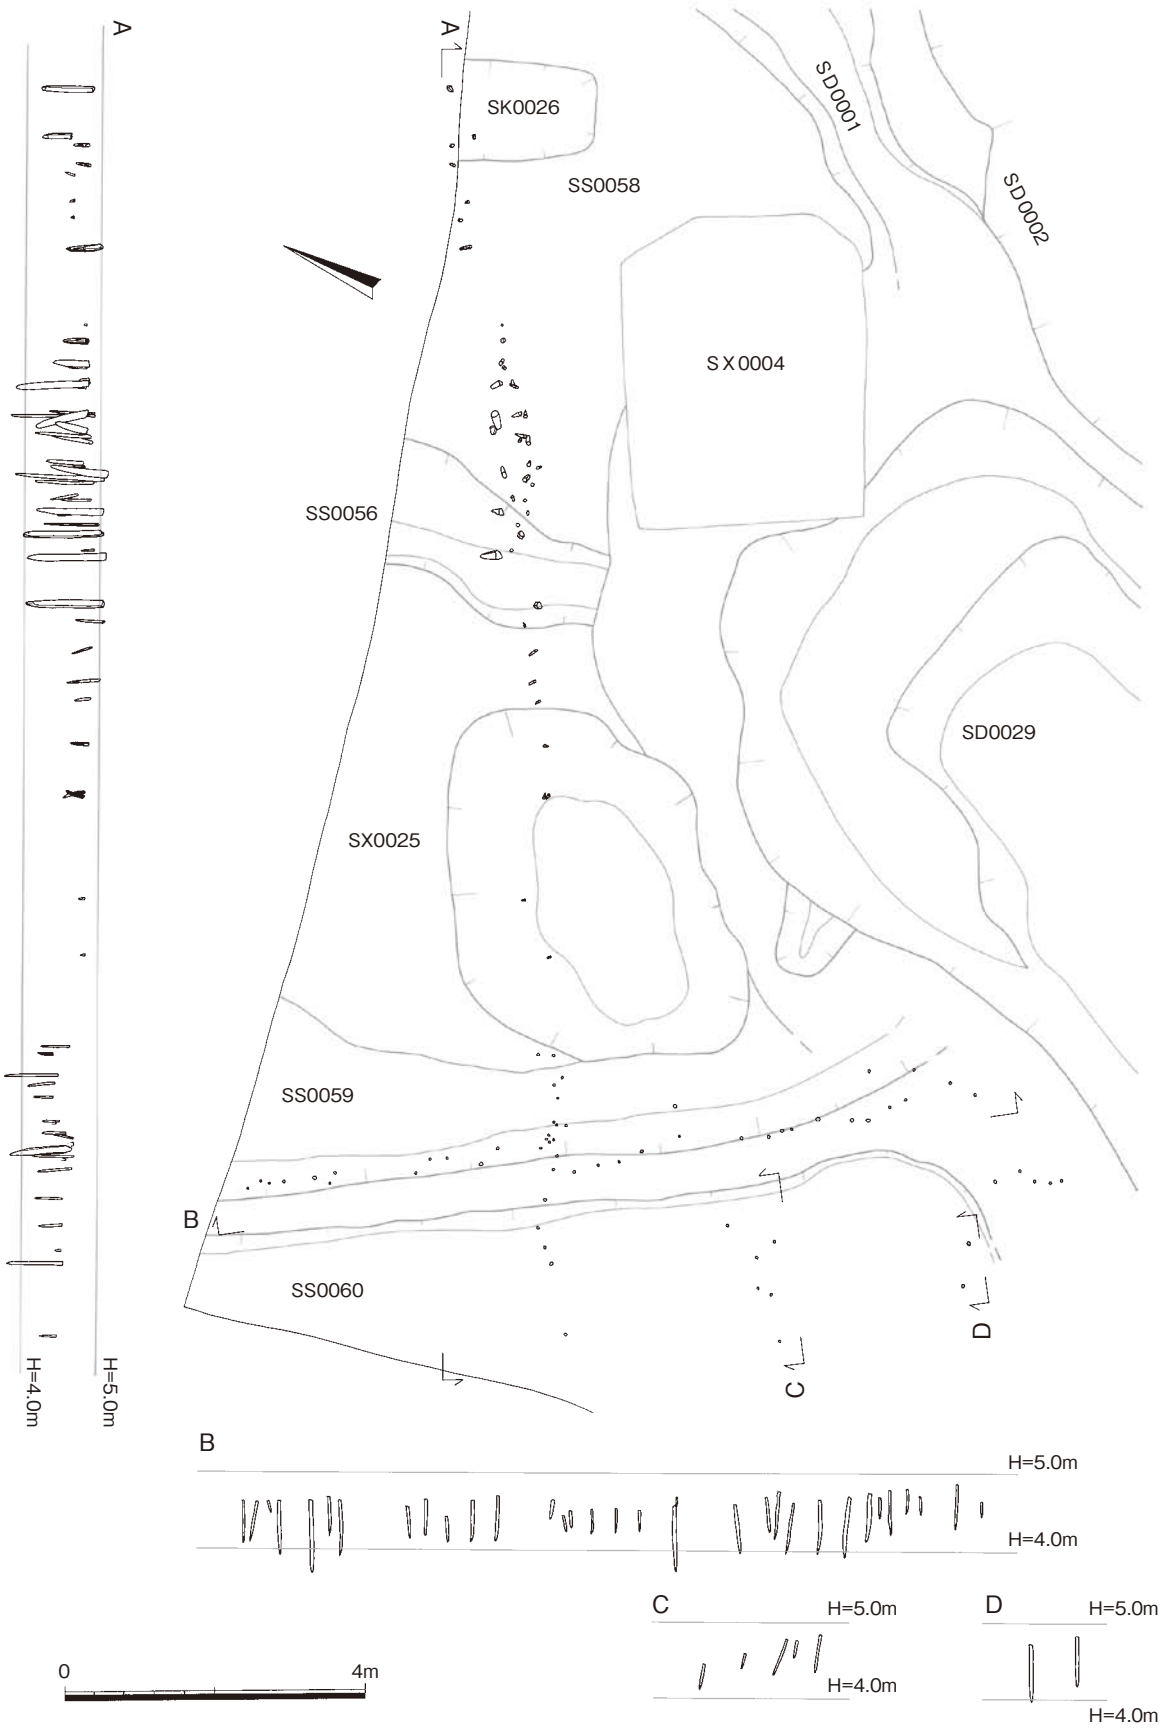 A
A
SK0026
SD0001
SS0058
SD0002
SX0004
SS0056
SD0029
SX0025
SS0059
B
SS0060
D
C
H=4.0m
H=5.0m
B
H=5.0m
H=4.0m
C
H=5.0m
H=4.0m
D
H=5.0m
H=4.0m
0
4m